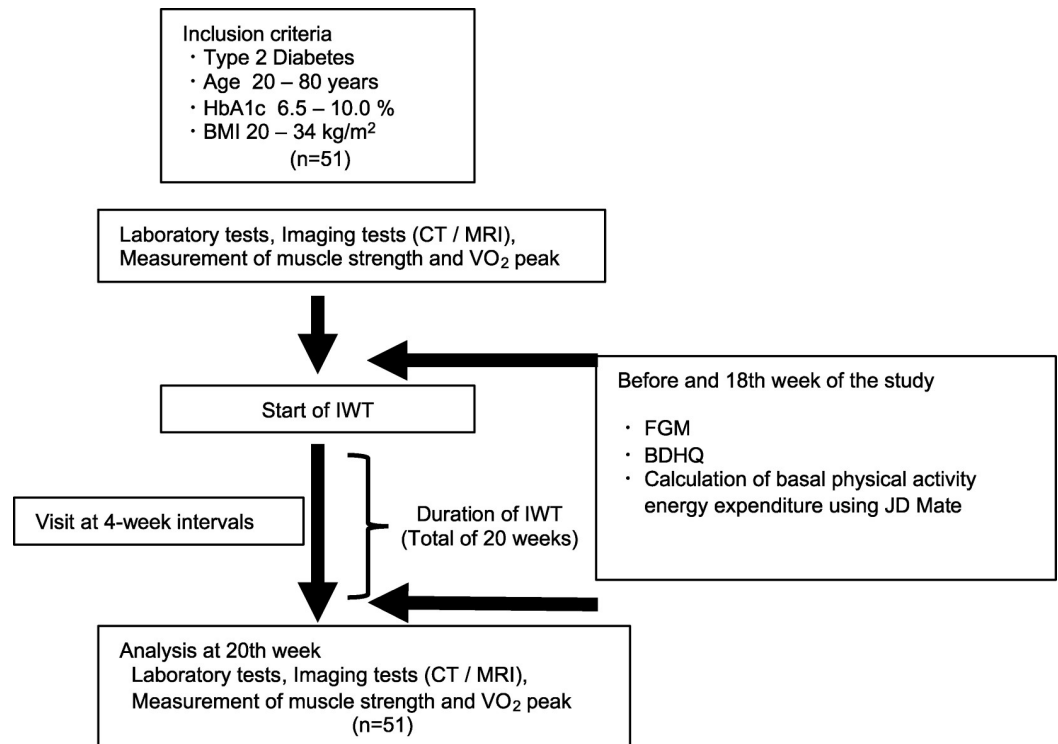 Inclusion criteria
・Type 2 Diabetes
・Age 20 – 80 years
・HbA1c 6.5 – 10.0 %
・BMI 20 – 34 kg/m²
(n=51)
Laboratory tests, Imaging tests (CT / MRI),
Measurement of muscle strength and VO₂ peak
Start of IWT
Before and 18th week of the study
・ FGM
・ BDHQ
・ Calculation of basal physical activity
energy expenditure using JD Mate
Visit at 4-week intervals
Duration of IWT
(Total of 20 weeks)
Analysis at 20th week
Laboratory tests, Imaging tests (CT / MRI),
Measurement of muscle strength and VO₂ peak
(n=51)